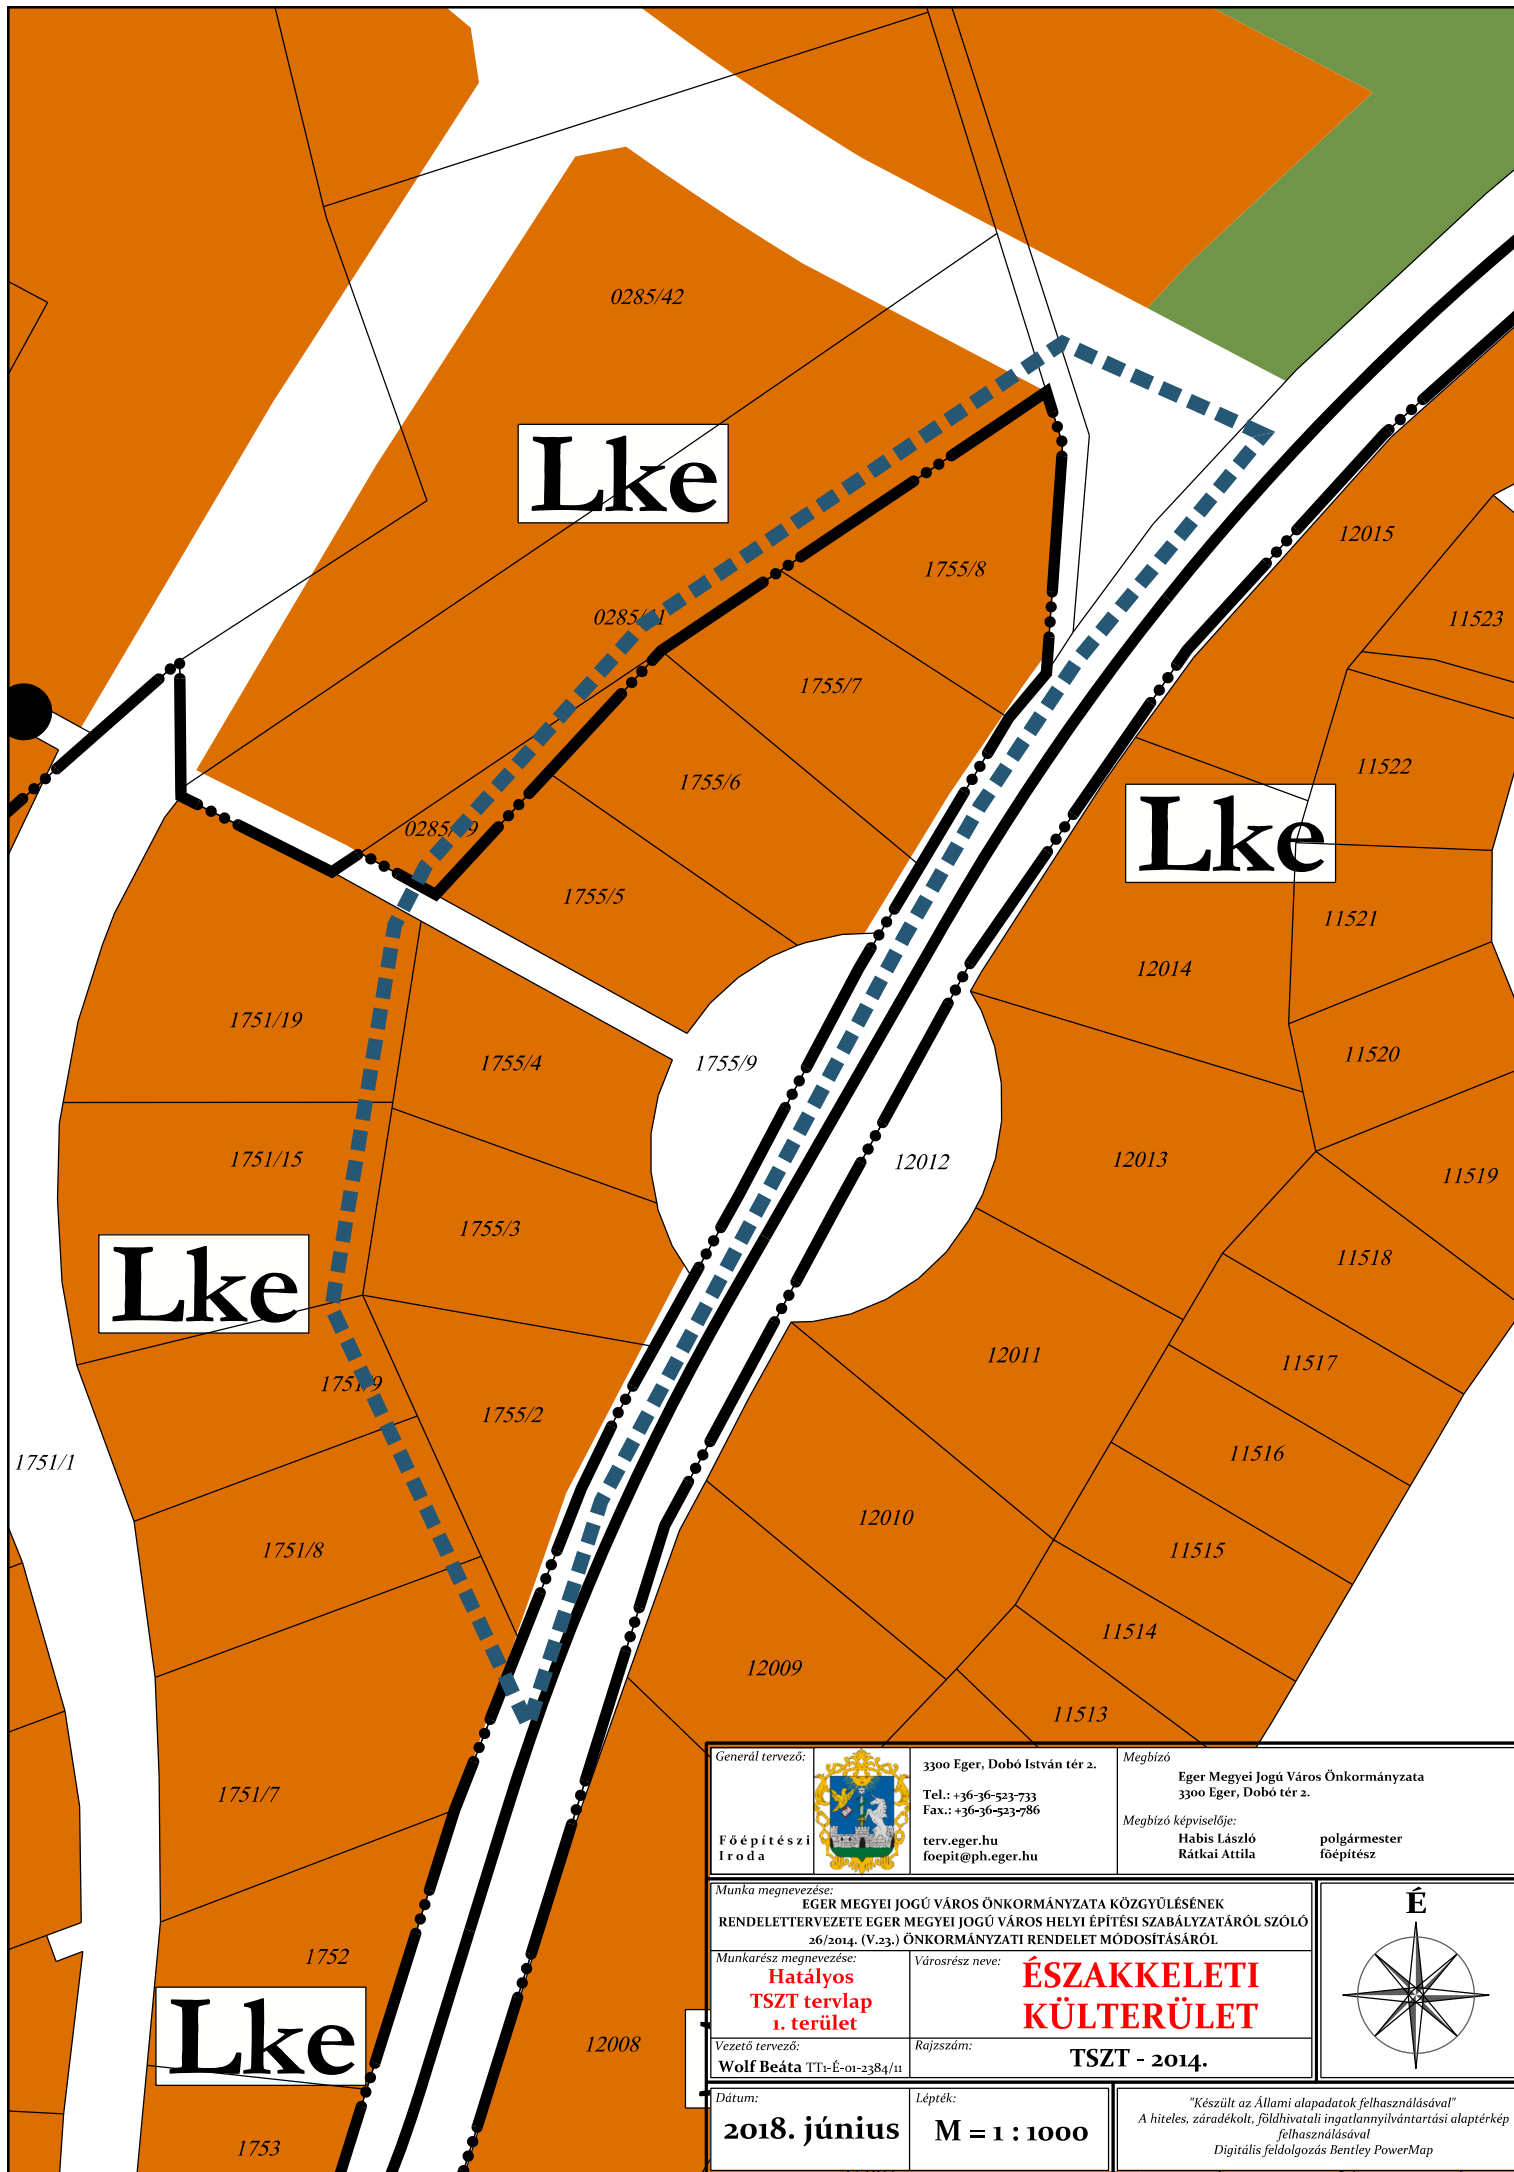 0285/42
Lke
12015
1755/8
11523
0285/41
1755/7
11522
1755/6
Lke
1755/5
11521
12014
1751/19
11520
1755/4
1755/9
12012
12013
1751/15
11519
1755/3
11518
Lke
12011
11517
1751/9
1755/2
11516
1751/1
12010
11515
1751/8
11514
12009
11513
1751/7
1752
Lke
12008
1753
Generál tervező:
Főépítészi
Iroda
3300 Eger, Dobó István tér 2.
Tel.: +36-36-523-733
Fax.: +36-36-523-786
terv.eger.hu
foepit@ph.eger.hu
Megbízó
Eger Megyei Jogú Város Önkormányzata
3300 Eger, Dobó tér 2.
Megbízó képviselője:
Habis László polgármester
Rátkai Attila főépítész
Munka megnevezése:
EGER MEGYEI JOGÚ VÁROS ÖNKORMÁNYZATA KÖZGYŰLÉSÉNEK
RENDELETTERVEZETE EGER MEGYEI JOGÚ VÁROS HELYI ÉPÍTÉSI SZABÁLYZATÁRÓL SZÓLÓ
26/2014. (V.23.) ÖNKORMÁNYZATI RENDELET MÓDOSÍTÁSÁRÓL
É
Munkarész megnevezése:
Hatályos
TSZT tervlap
1. terület
Városrész neve:
ÉSZAKKELETI
KÜLTERÜLET
Vezető tervező:
Wolf Beáta TT1-É-01-2384/11
Rajzszám:
TSZT - 2014.
Dátum:
2018. június
Lépték:
M = 1 : 1000
"Készült az Állami alapadatok felhasználásával"
A hiteles, záradékolt, földhivatali ingatlannyilvántartási alaptérkép
felhasználásával
Digitális feldolgozás Bentley PowerMap